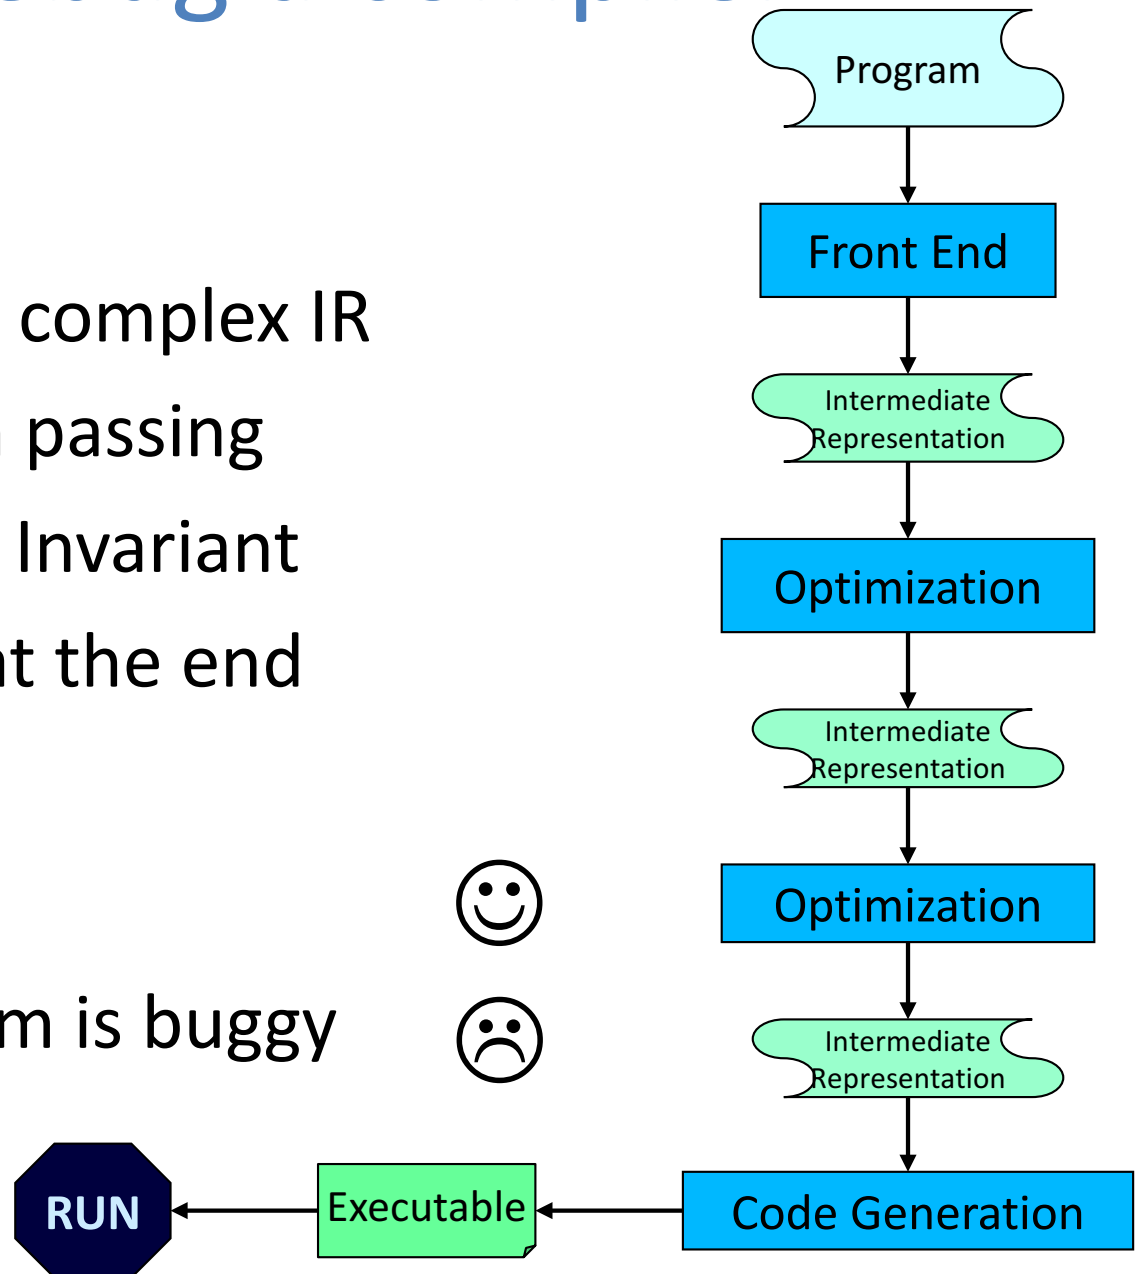 Program
Front End
complex IR
Intermediate
Representation
passing
Invariant
Optimization
the end
Intermediate
Representation
Optimization
is buggy
Intermediate
Representation
RUN
Executable
Code Generation